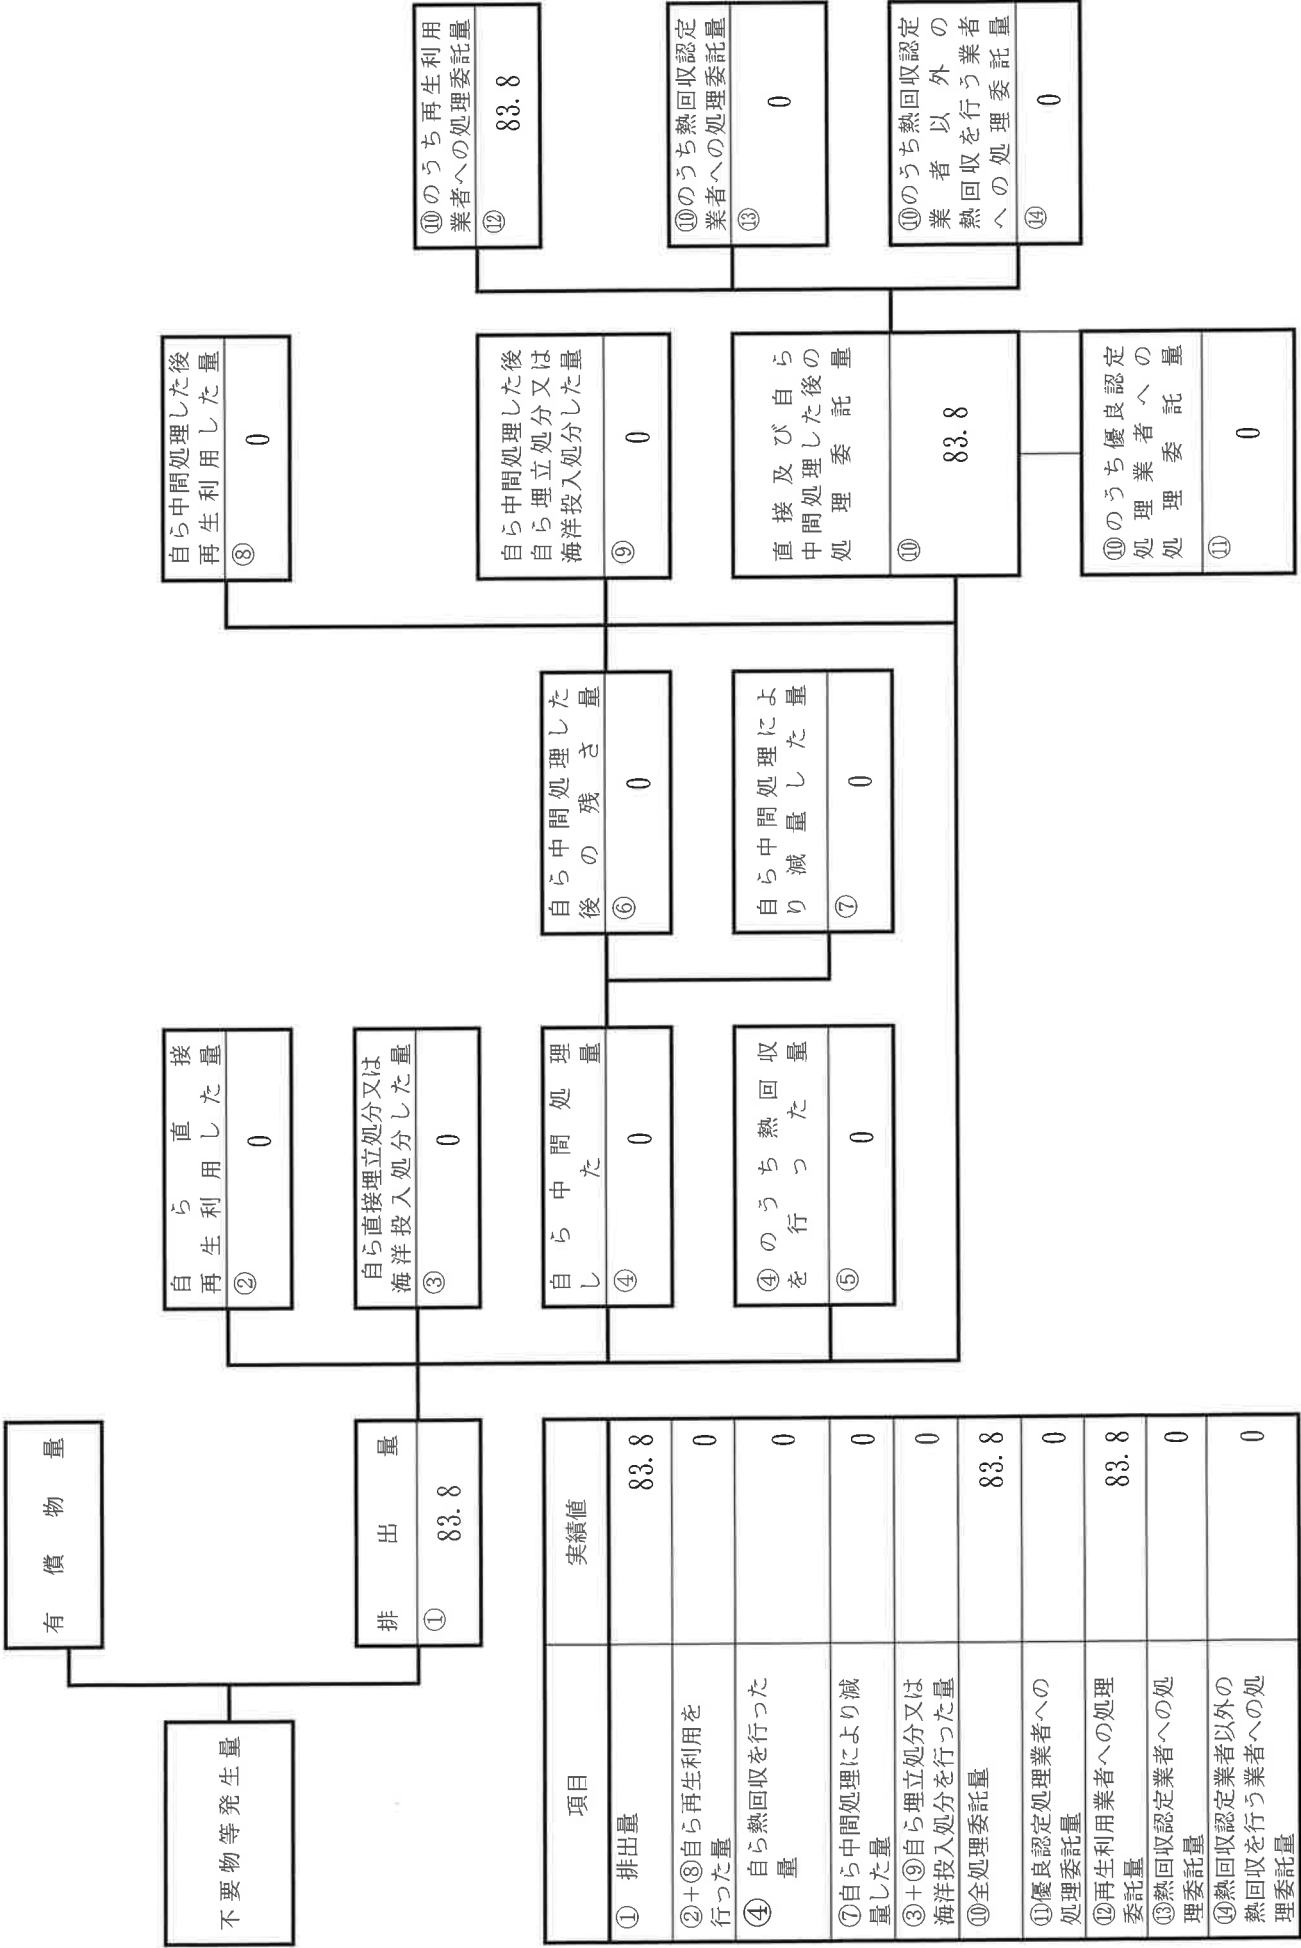 不要物等発生量
有償物量
排出量
① 83.8
自ら直接
再生利用した量
② 0
自ら直接埋立処分又は
海洋投入処分した量
③ 0
自ら中間処理
した量
④ 0
④のうち熱回収
を行った量
⑤ 0
自ら中間処理した
後の残さ量
⑥ 0
自ら中間処理によ
り減量した量
⑦ 0
自ら中間処理した後
再生利用した量
⑧ 0
自ら中間処理した後
自ら埋立処分又は
海洋投入処分した量
⑨ 0
直接及び自ら
中間処理した後の
処理委託量
⑩ 83.8
⑩のうち優良認定
処理業者への
処理委託量
⑪ 0
⑩のうち再生利用
業者への処理委託量
⑫ 83.8
⑩のうち熱回収認定
業者への処理委託量
⑬ 0
⑩のうち熱回収認定
業者以外の
熱回収を行う業者
への処理委託量
⑭ 0
項目 実績値
① 排出量 83.8
②+⑧自ら再生利用を
行った量 0
④ 自ら熱回収を行った
量 0
⑦自ら中間処理により減
量した量 0
③+⑨自ら埋立処分又は
海洋投入処分を行った量 0
⑩全処理委託量 83.8
⑪優良認定処理業者への
処理委託量 0
⑫再生利用業者への処理
委託量 83.8
⑬熱回収認定業者への処
理委託量 0
⑭熱回収認定業者以外の
熱回収を行う業者への処
理委託量 0